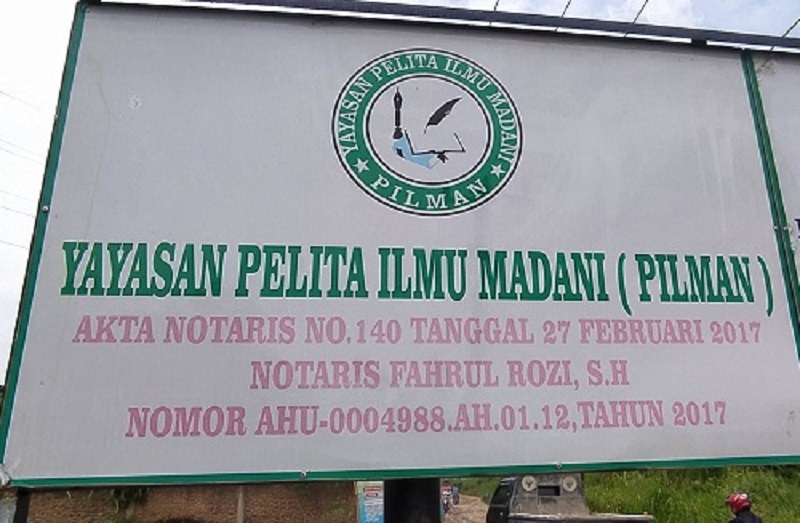 YAYASAN PELITA ILMU MADANI
PILMAN
YAYASAN PELITA ILMU MADANI ( PILMAN )
AKTA NOTARIS NO.140 TANGGAL 27 FEBRUARI 2017
NOTARIS FAHRUL ROZI, S.H
NOMOR AHU-0004988.AH.01.12,TAHUN 2017